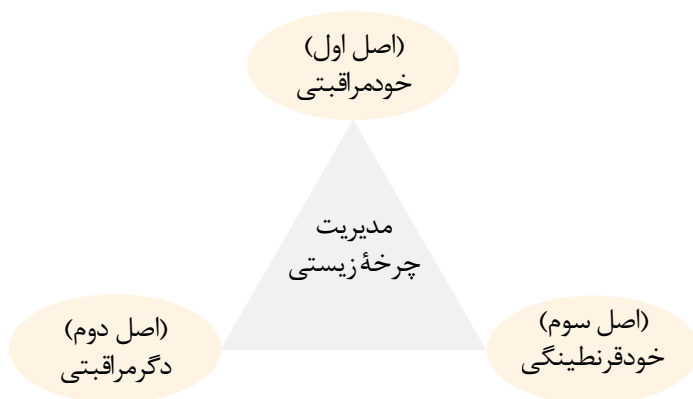 (اصل اول)
خودمراقبتی
مدیریت
چرخهٔ زیستی
(اصل سوم)
خودقرنطینگی
(اصل دوم)
دگرمراقبتی